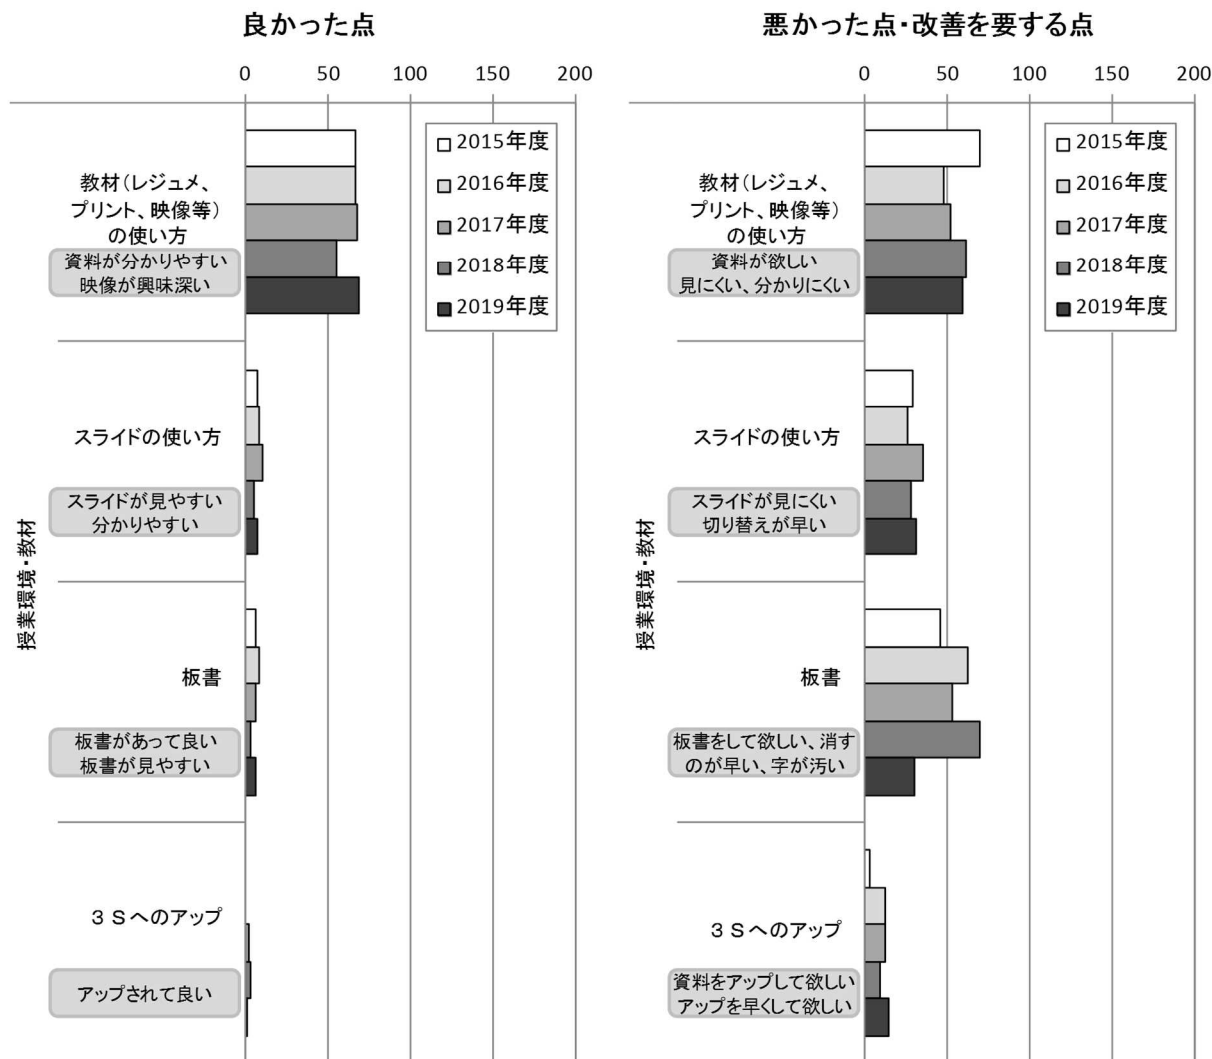 良かった点
0 50 100 150 200
2015年度
2016年度
2017年度
2018年度
2019年度
授業環境・教材
教材（レジュメ、
プリント、映像等）
の使い方
資料が分かりやすい
映像が興味深い
スライドの使い方
スライドが見やすい
分かりやすい
板書
板書があって良い
板書が見やすい
３Ｓへのアップ
アップされて良い
悪かった点・改善を要する点
0 50 100 150 200
2015年度
2016年度
2017年度
2018年度
2019年度
授業環境・教材
教材（レジュメ、
プリント、映像等）
の使い方
資料が欲しい
見にくい、分かりにくい
スライドの使い方
スライドが見にくい
切り替えが早い
板書
板書をして欲しい、消す
のが早い、字が汚い
３Ｓへのアップ
資料をアップして欲しい
アップを早くして欲しい